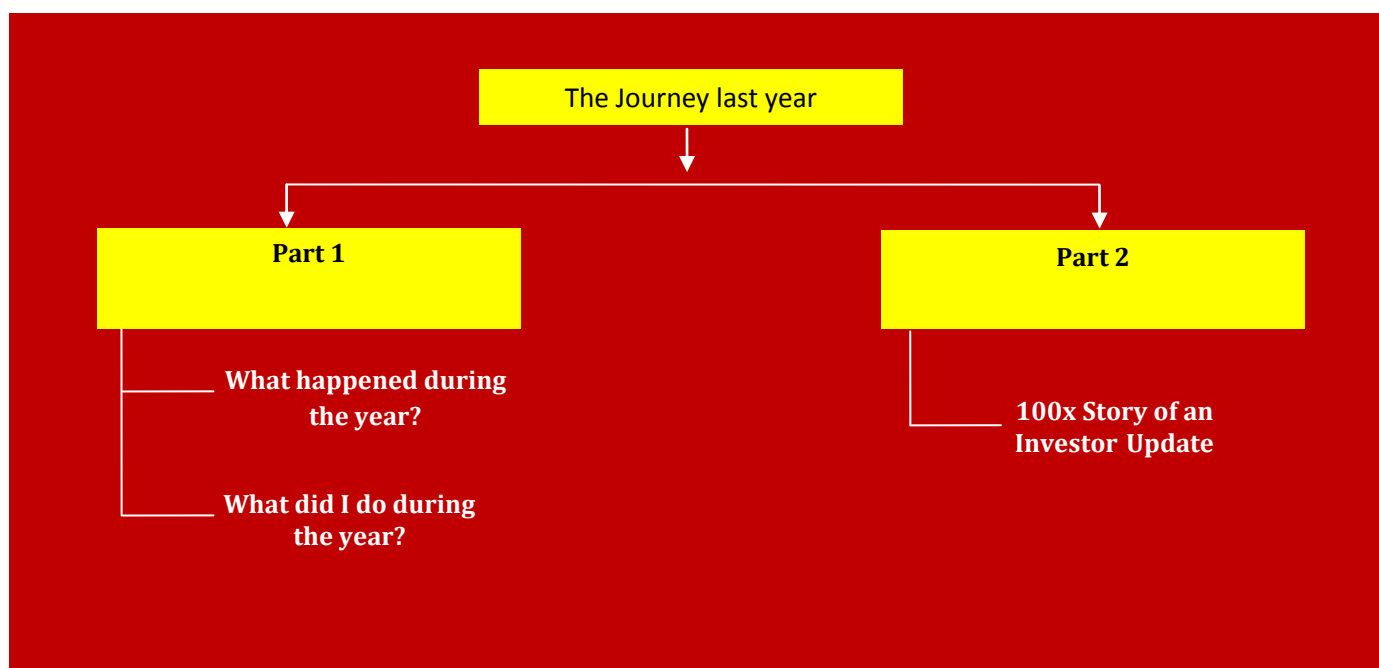 The Journey last year
Part 1
What happened during
the year?
What did I do during
the year?
Part 2
100x Story of an
Investor Update